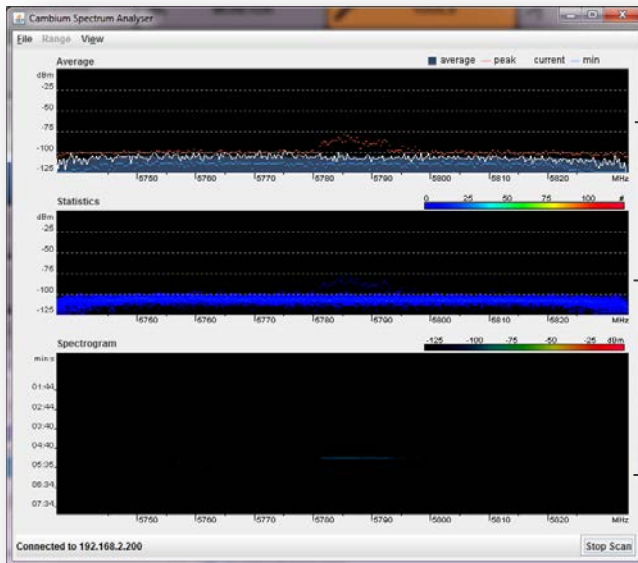 Cambium Spectrum Analyser
File Range View
Average
average peak current min
dBm
-25
-50
-75
-100
-125
5750 5760 5770 5780 5790 5800 5810 5820 MHz
Statistics
0 25 50 75 100 #
dBm
-25
-50
-75
-100
-125
5750 5760 5770 5780 5790 5800 5810 5820 MHz
Spectrogram
-125 -100 -75 -50 -25 dBm
mins
01:44
02:44
03:40
04:40
05:35
06:34
07:34
5750 5760 5770 5780 5790 5800 5810 5820 MHz
Connected to 192.168.2.200
Stop Scan